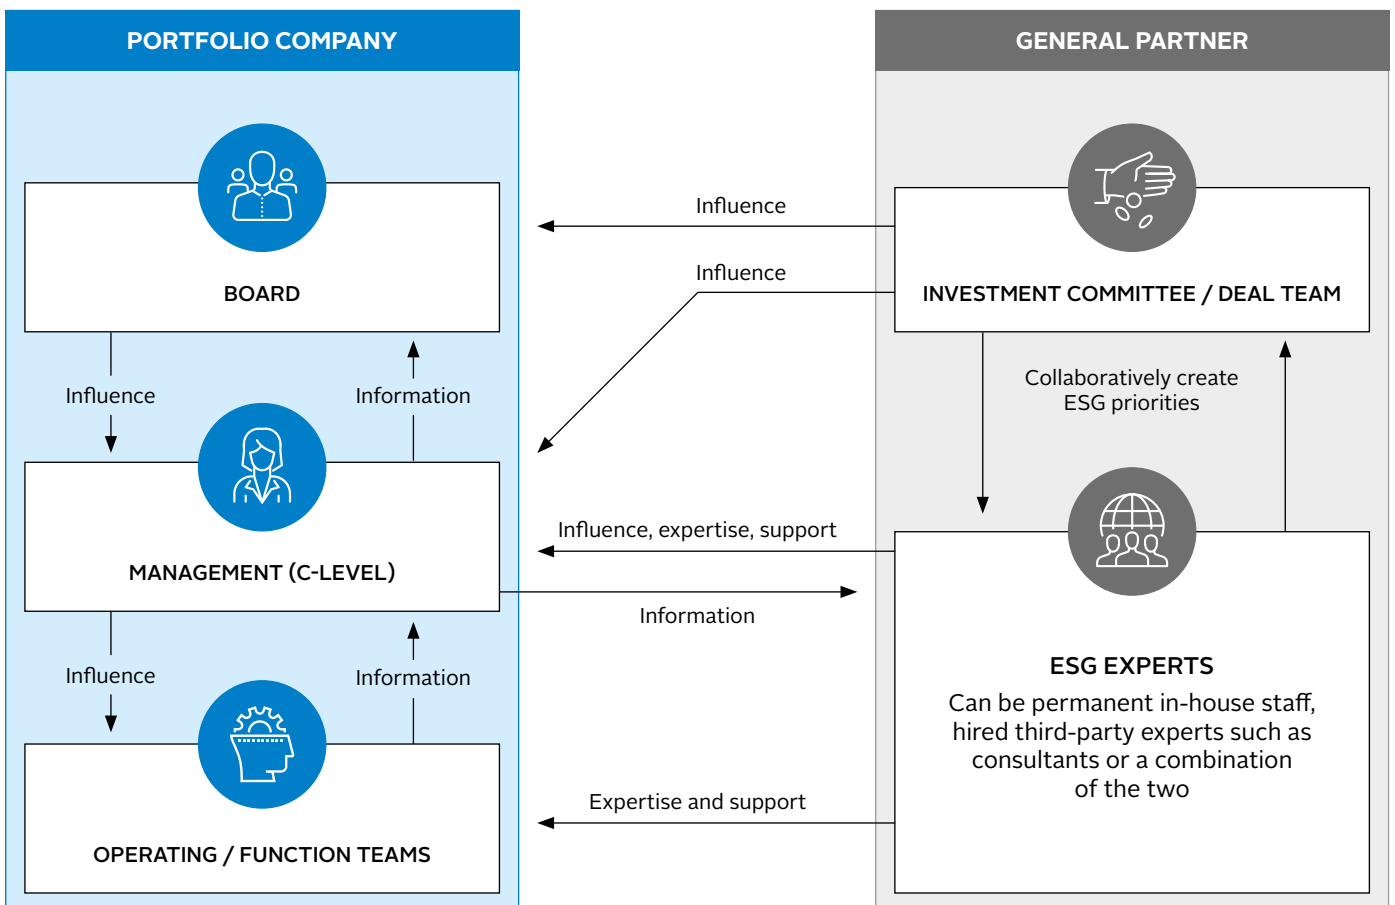 PORTFOLIO COMPANY
GENERAL PARTNER
BOARD
Influence
Information
MANAGEMENT (C-LEVEL)
Influence
Information
OPERATING / FUNCTION TEAMS
Influence
Influence
Influence, expertise, support
Information
Expertise and support
INVESTMENT COMMITTEE / DEAL TEAM
Collaboratively create
ESG priorities
ESG EXPERTS
Can be permanent in-house staff,
hired third-party experts such as
consultants or a combination
of the two